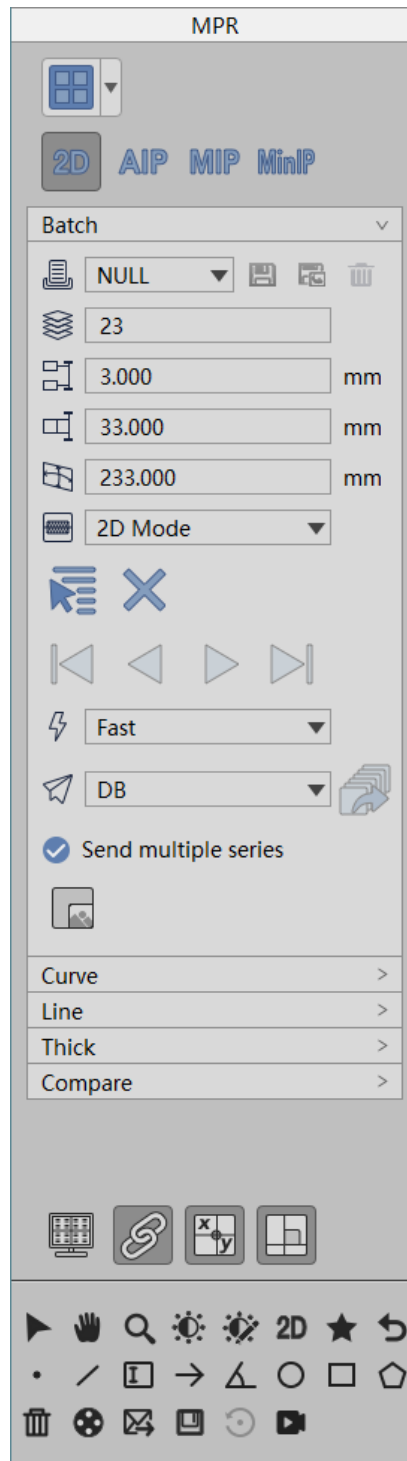 MPR
2D AIP MIP MinIP
Batch
NULL
23
3.000 mm
33.000 mm
233.000 mm
2D Mode
Fast
DB
Send multiple series
Curve
Line
Thick
Compare
x
y
2D